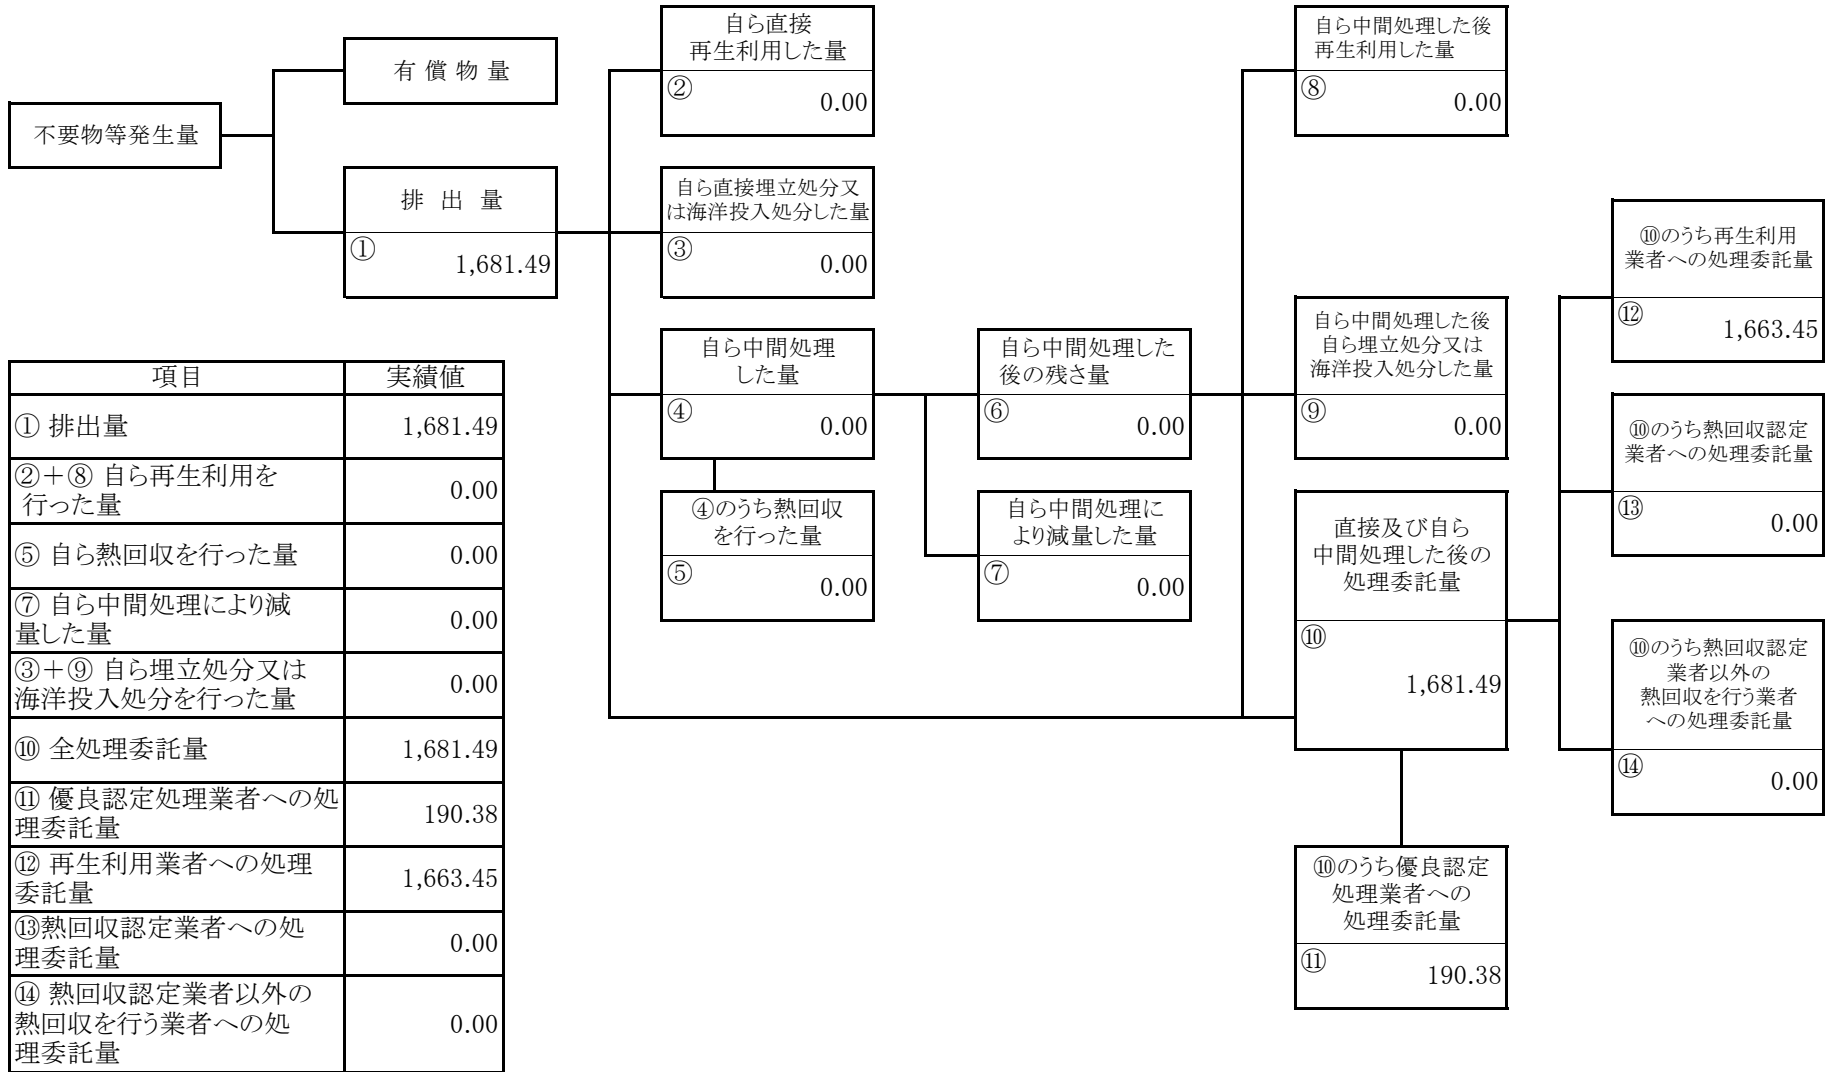 不要物等発生量
有 償 物 量
排 出 量
① 1,681.49
自ら直接
再生利用した量
② 0.00
自ら直接埋立処分又
は海洋投入処分した量
③ 0.00
自ら中間処理
した量
④ 0.00
④のうち熱回収
を行った量
⑤ 0.00
自ら中間処理した
後の残さ量
⑥ 0.00
自ら中間処理に
より減量した量
⑦ 0.00
自ら中間処理した後
再生利用した量
⑧ 0.00
自ら中間処理した後
自ら埋立処分又は
海洋投入処分した量
⑨ 0.00
直接及び自ら
中間処理した後の
処理委託量
⑩
1,681.49
⑩のうち優良認定
処理業者への
処理委託量
⑪ 190.38
⑩のうち再生利用
業者への処理委託量
⑫ 1,663.45
⑩のうち熱回収認定
業者への処理委託量
⑬ 0.00
⑩のうち熱回収認定
業者以外の
熱回収を行う業者
への処理委託量
⑭ 0.00
項目 実績値
① 排出量 1,681.49
②＋⑧ 自ら再生利用を
行った量 0.00
⑤ 自ら熱回収を行った量 0.00
⑦ 自ら中間処理により減
量した量 0.00
③＋⑨ 自ら埋立処分又は
海洋投入処分を行った量 0.00
⑩ 全処理委託量 1,681.49
⑪ 優良認定処理業者への処
理委託量 190.38
⑫ 再生利用業者への処理
委託量 1,663.45
⑬熱回収認定業者への処
理委託量 0.00
⑭ 熱回収認定業者以外の
熱回収を行う業者への処
理委託量 0.00